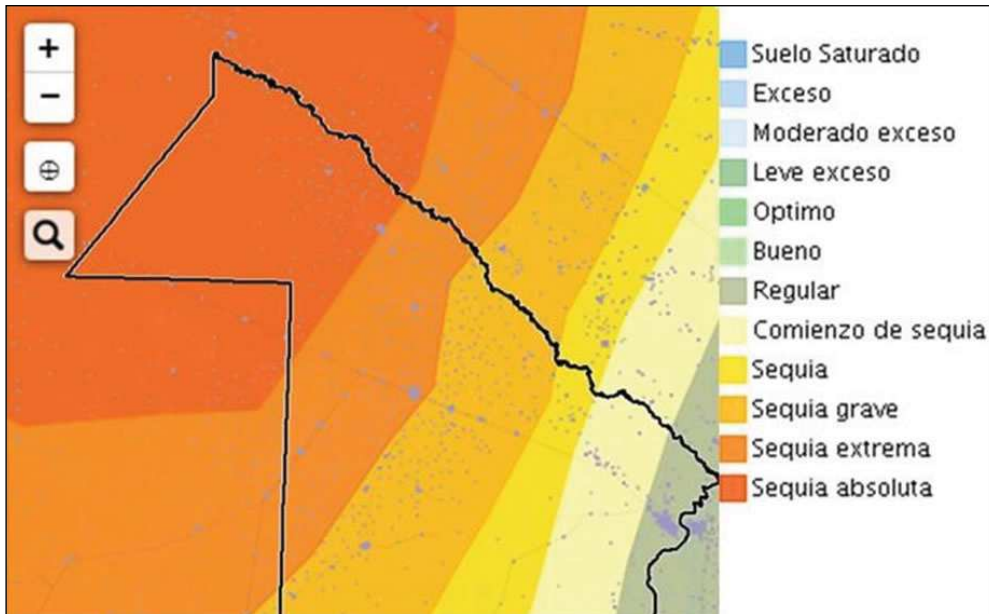 +
−
Suelo Saturado
Exceso
Moderado exceso
Leve exceso
Optimo
Bueno
Regular
Comienzo de sequia
Sequia
Sequia grave
Sequia extrema
Sequia absoluta